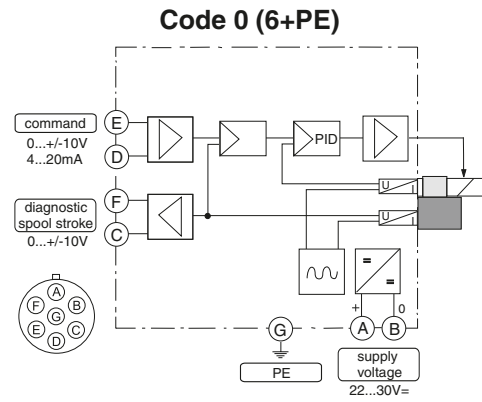 Code 0 (6+PE)
command
E
0...+/-10V
D
4...20mA
PID
diagnostic
spool stroke
F
0...+/-10V
C
U
I
U
I
A
F
B
G
E
C
D
=
=
+
0
G
A
B
PE
supply
voltage
22...30V=